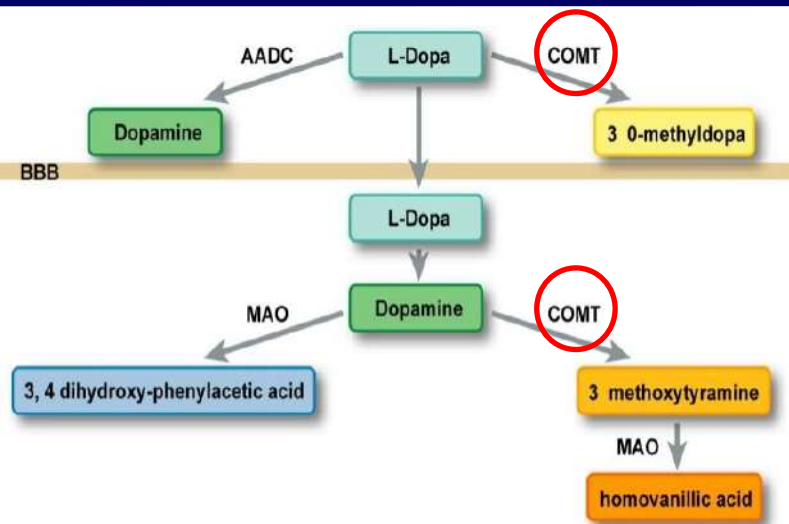 AADC
L-Dopa
COMT
Dopamine
3 0-methyldopa
BBB
L-Dopa
MAO
Dopamine
COMT
3, 4 dihydroxy-phenylacetic acid
3 methoxytyramine
MAO
homovanillic acid